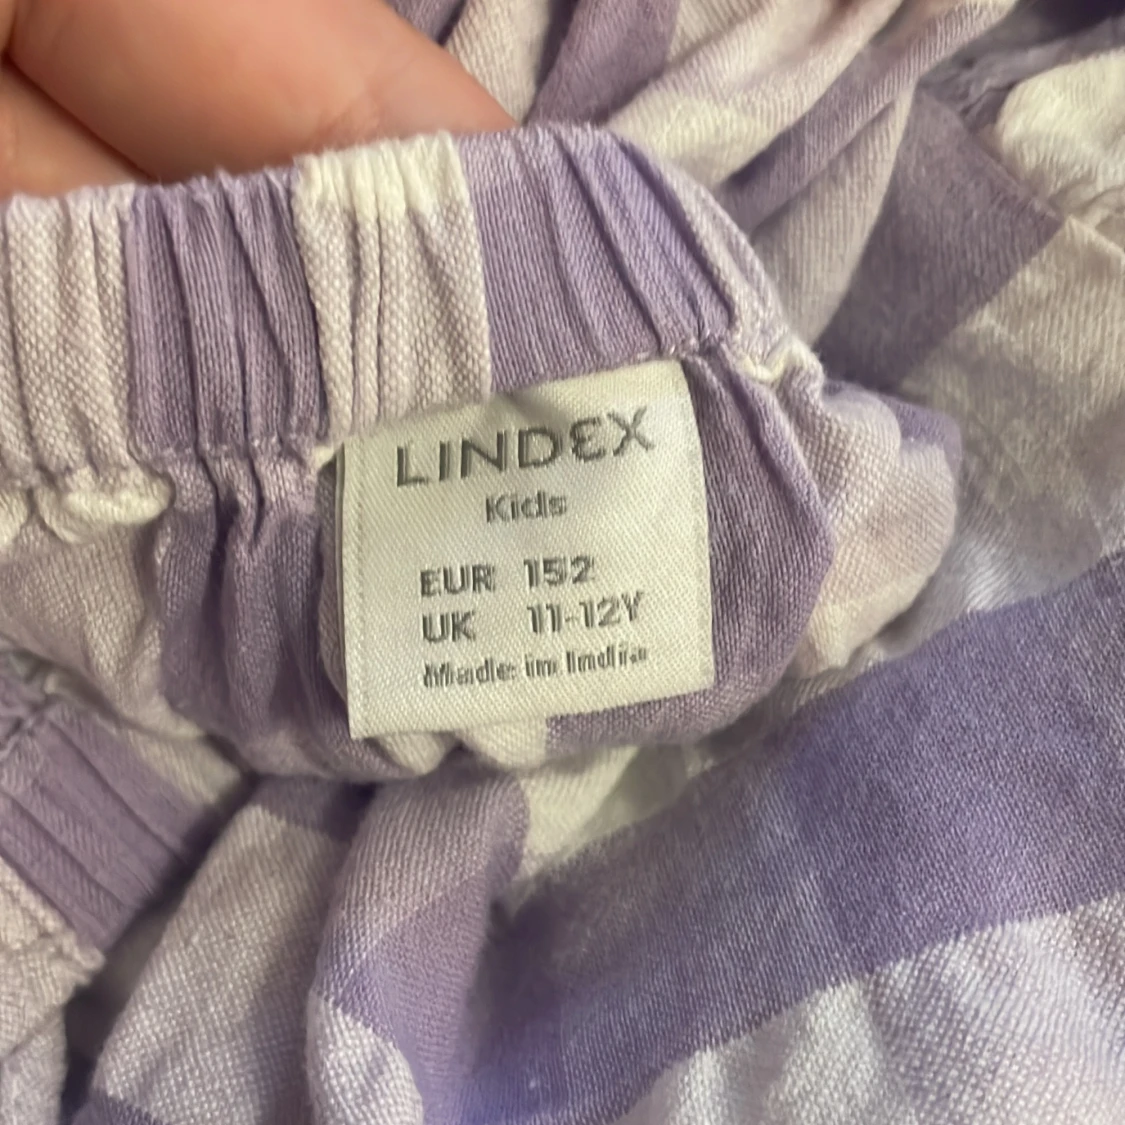 LINDEX
Kids
EUR 152
UK 11-12Y
Made in India